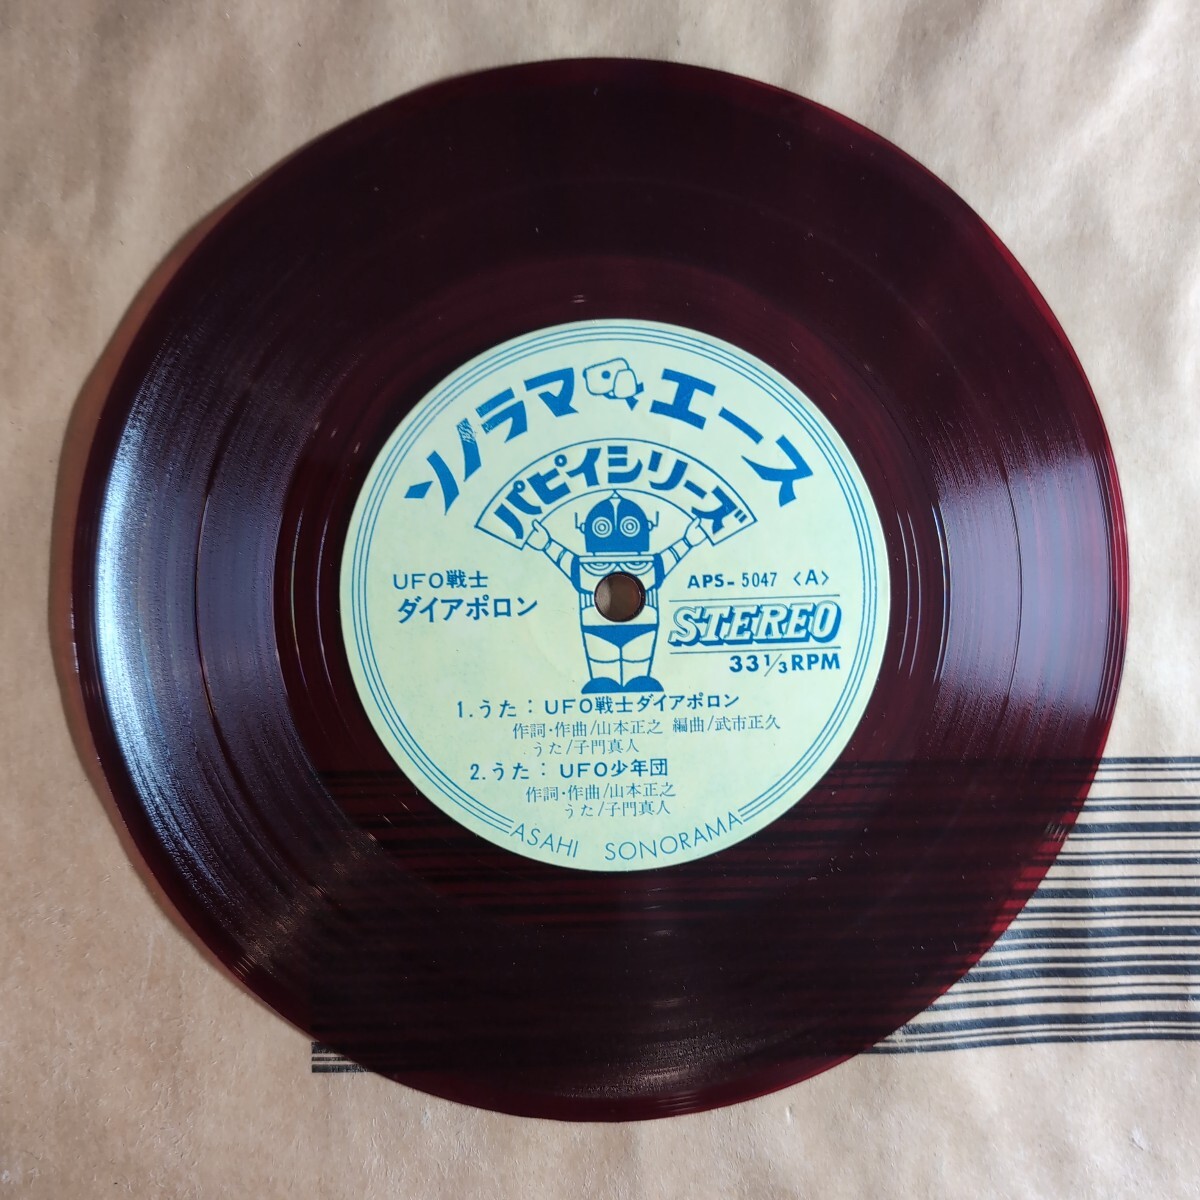 ソノラマエース
パピイシリーズ
UFO戦士
ダイアポロン
APS-5047 <A>
STEREO
33 1/3 RPM
1.うた: UFO戦士ダイアポロン
作詞・作曲/山本正之 編曲/武市正久
うた/子門真人
2.うた: UFO少年団
作詞・作曲/山本正之
うた/子門真人
ASAHI SONORAMA